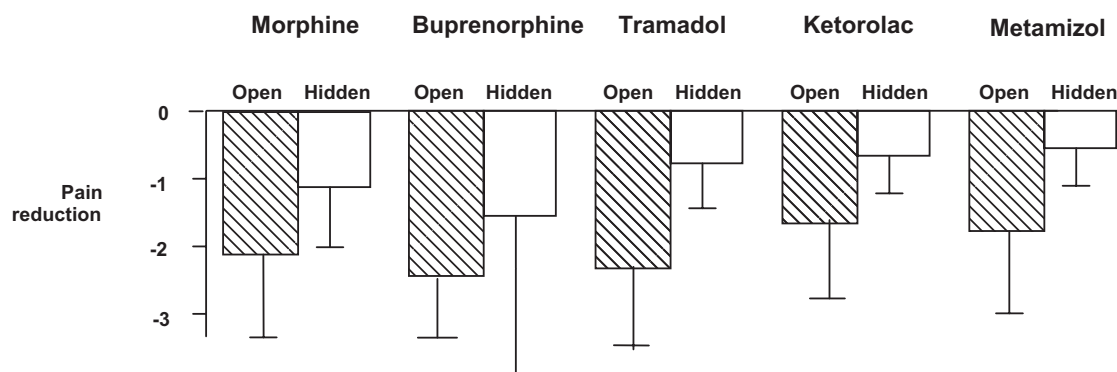 Morphine Buprenorphine Tramadol Ketorolac Metamizol
Open Hidden Open Hidden Open Hidden Open Hidden Open Hidden
0
-1
Pain
reduction
-2
-3